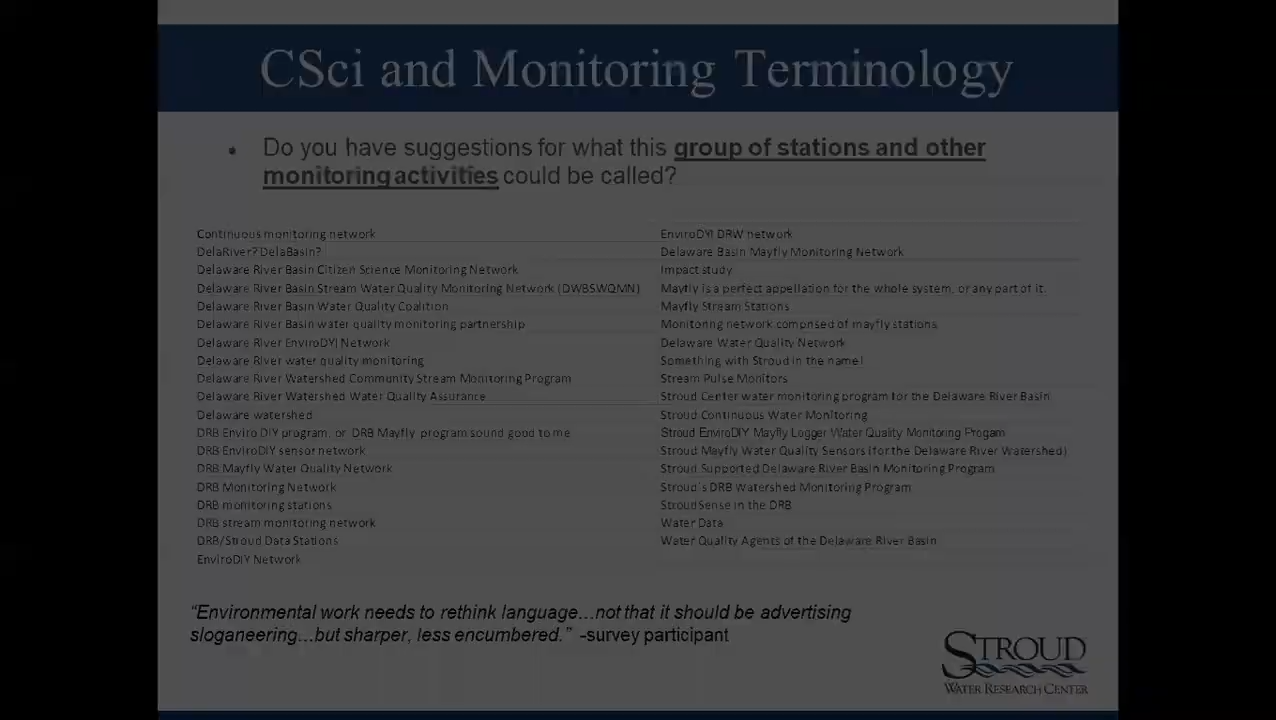 CSci and Monitoring Terminology
• Do you have suggestions for what this group of stations and other
monitoring activities could be called?
Continuous monitoring network
DelaRiver? DelaBasin?
Delaware River Basin Citizen Science Monitoring Network
Delaware River Basin Stream Water Quality Monitoring Network (DWBSWQMN)
Delaware River Basin Water Quality Coalition
Delaware River Basin water quality monitoring partnership
Delaware River EnviroDYI Network
Delaware River water quality monitoring
Delaware River Watershed Community Stream Monitoring Program
Delaware River Watershed Water Quality Assurance
Delaware watershed
DRB Enviro DIY program, or DRB Mayfly program sound good to me
DRB EnviroDIY sensor network
DRB Mayfly Water Quality Network
DRB Monitoring Network
DRB monitoring stations
DRB stream monitoring network
DRB/Stroud Data Stations
EnviroDIY Network
EnviroDYI DRW network
Delaware Basin Mayfly Monitoring Network
Impact study
Mayfly is a perfect appellation for the whole system, or any part of it.
Mayfly Stream Stations
Monitoring network comprised of mayfly stations
Delaware Water Quality Network
Something with Stroud in the name!
Stream Pulse Monitors
Stroud Center water monitoring program for the Delaware River Basin
Stroud Continuous Water Monitoring
Stroud EnviroDIY Mayfly Logger Water Quality Monitoring Progam
Stroud Mayfly Water Quality Sensors (for the Delaware River Watershed)
Stroud Supported Delaware River Basin Monitoring Program
Stroud's DRB Watershed Monitoring Program
StroudSense in the DRB
Water Data
Water Quality Agents of the Delaware River Basin
“Environmental work needs to rethink language…not that it should be advertising
sloganeering…but sharper, less encumbered.” -survey participant
STROUD
WATER RESEARCH CENTER